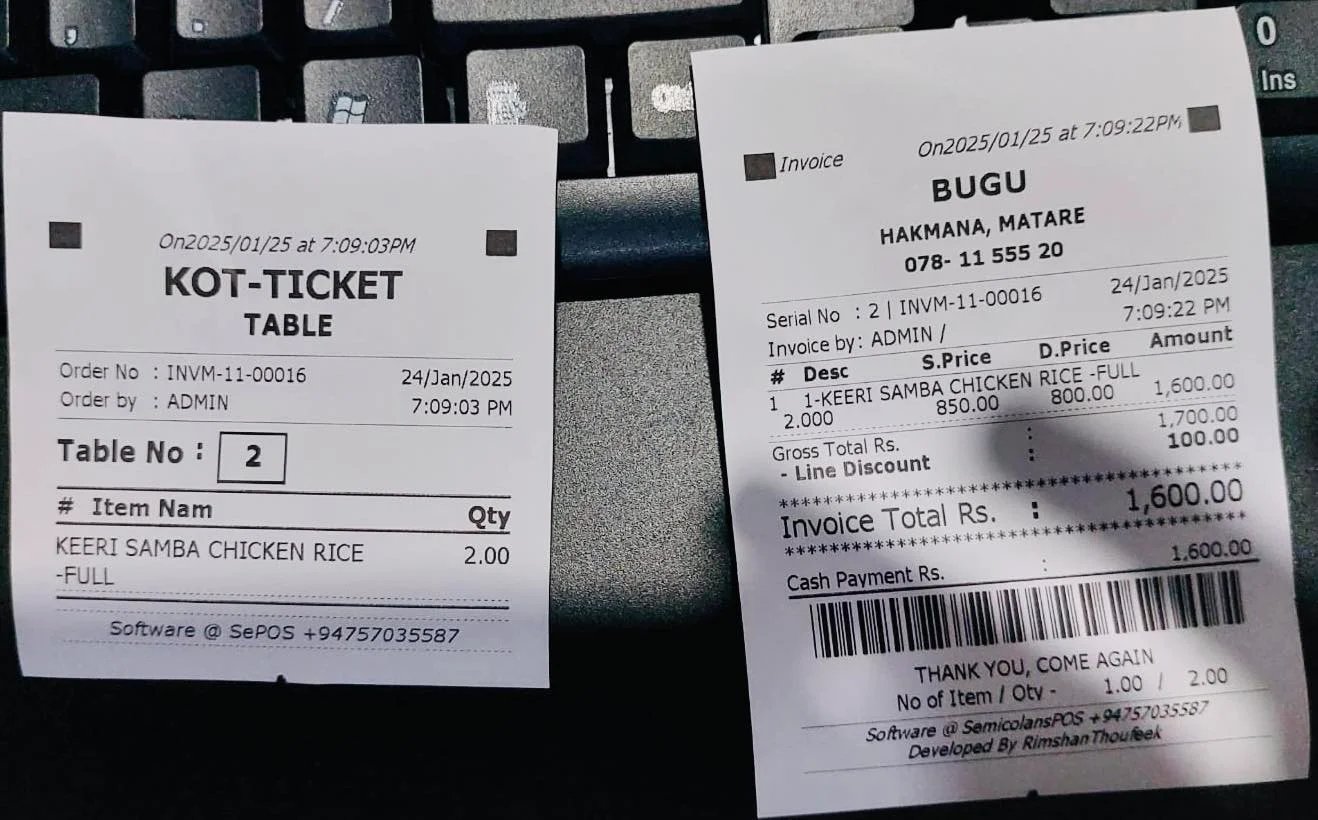 0
Ins
On2025/01/25 at 7:09:03PM
KOT-TICKET
TABLE
Order No : INVM-11-00016 24/Jan/2025
Order by : ADMIN 7:09:03 PM
Table No : 2
# Item Nam Qty
KEERI SAMBA CHICKEN RICE 2.00
-FULL
Software @ SePOS +94757035587
Invoice On2025/01/25 at 7:09:22PM
BUGU
HAKMANA, MATARE
078- 11 555 20
Serial No : 2 | INVM-11-00016 24/Jan/2025
Invoice by: ADMIN / 7:09:22 PM
# Desc S.Price D.Price Amount
1 1-KEERI SAMBA CHICKEN RICE -FULL
2.000 850.00 800.00 1,600.00
Gross Total Rs. : 1,700.00
- Line Discount : 100.00
Invoice Total Rs. : 1,600.00
Cash Payment Rs. : 1,600.00
THANK YOU, COME AGAIN
No of Item / Qty - 1.00 / 2.00
Software @ SemicolansPOS +94757035587
Developed By RimshanThoufeek